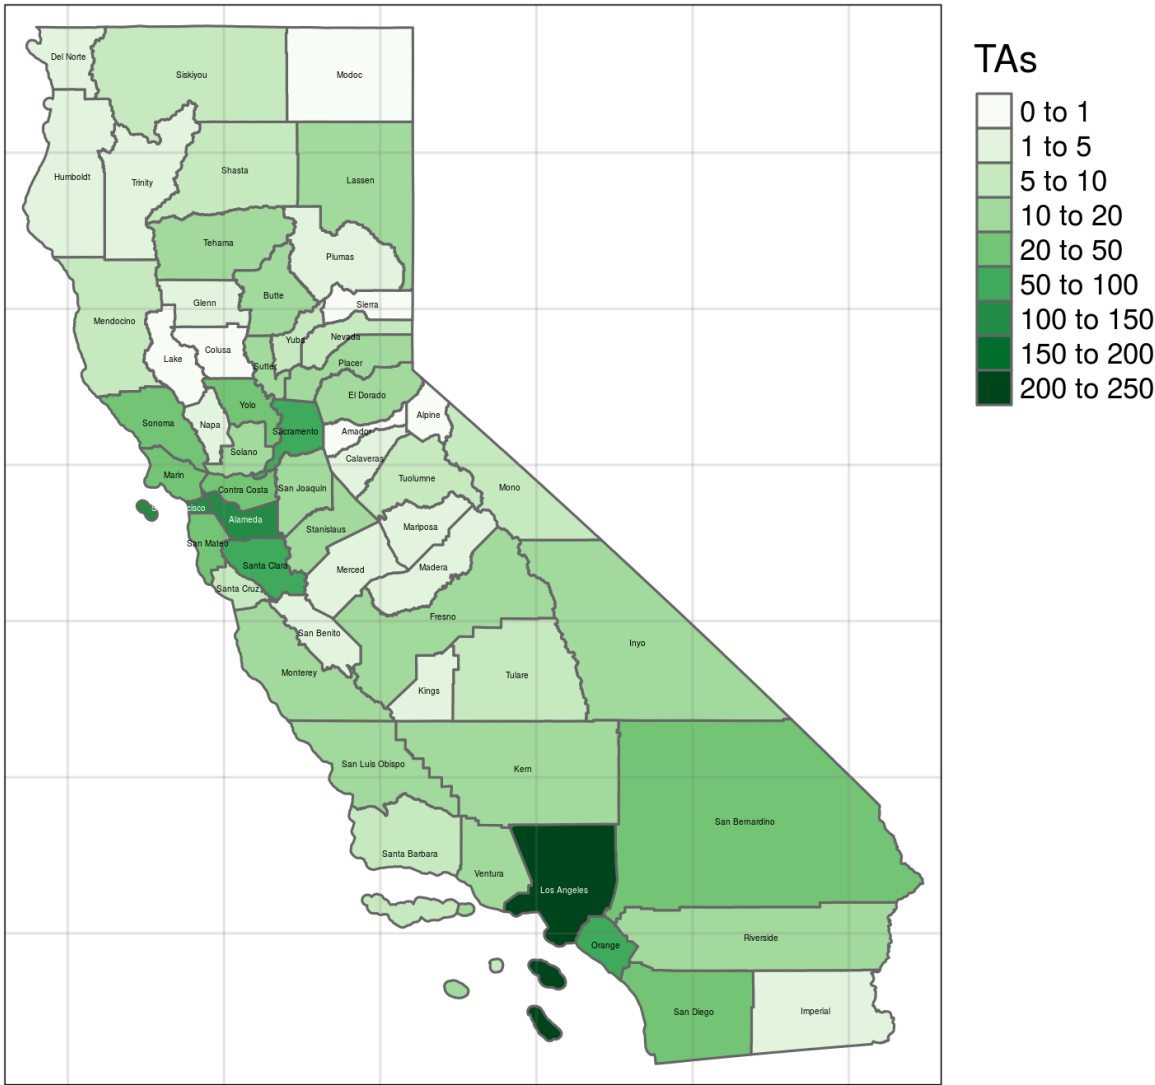 TAs
0 to 1
1 to 5
5 to 10
10 to 20
20 to 50
50 to 100
100 to 150
150 to 200
200 to 250
Del Norte
Siskiyou
Modoc
Humboldt
Trinity
Shasta
Lassen
Tehama
Plumas
Glenn
Butte
Sierra
Mendocino
Lake
Colusa
Yuba
Nevada
Sutter
Placer
El Dorado
Sonoma
Napa
Yolo
Sacramento
Amador
Alpine
Solano
Calaveras
Marin
Contra Costa
San Joaquin
Tuolumne
Mono
cisco
Alameda
Stanislaus
Mariposa
San Mateo
Santa Clara
Merced
Madera
Santa Cruz
Fresno
San Benito
Inyo
Monterey
Kings
Tulare
San Luis Obispo
Kern
San Bernardino
Santa Barbara
Ventura
Los Angeles
Orange
Riverside
San Diego
Imperial